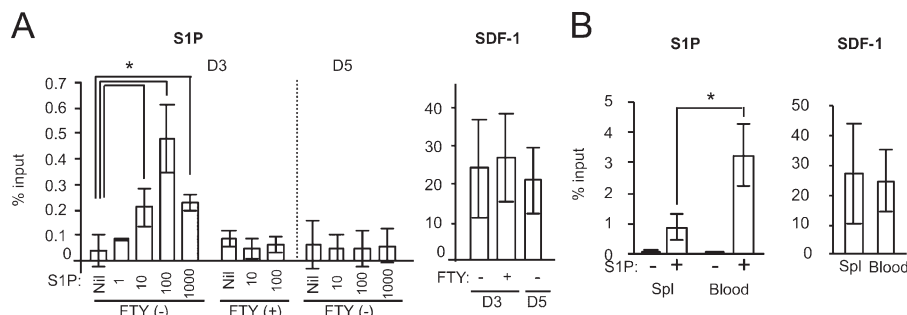 A
S1P
SDF-1
B
S1P
SDF-1
* D3 D5
% input
0.7
0.6
0.5
0.4
0.3
0.2
0.1
0
S1P: Nil 1 10 100 1000 Nil 10 100 Nil 10 100 1000
FTY (-) FTY (+) FTY (-)
40
30
20
10
0
FTY: - + -
D3 D5
% input
5
4
3
2
1
0
*
S1P: - + - +
Spl Blood
50
40
30
20
10
0
Spl Blood